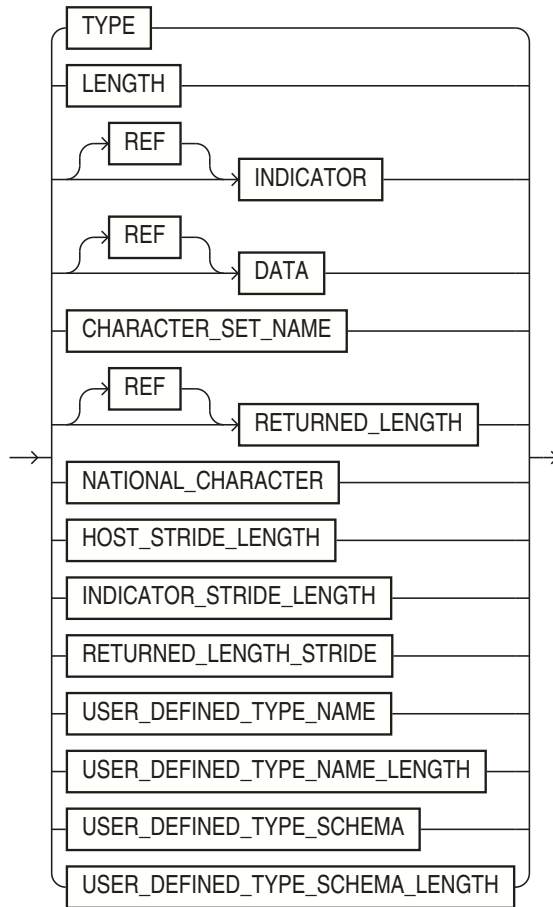 TYPE
LENGTH
REF
INDICATOR
REF
DATA
CHARACTER_SET_NAME
REF
RETURNED_LENGTH
NATIONAL_CHARACTER
HOST_STRIDE_LENGTH
INDICATOR_STRIDE_LENGTH
RETURNED_LENGTH_STRIDE
USER_DEFINED_TYPE_NAME
USER_DEFINED_TYPE_NAME_LENGTH
USER_DEFINED_TYPE_SCHEMA
USER_DEFINED_TYPE_SCHEMA_LENGTH